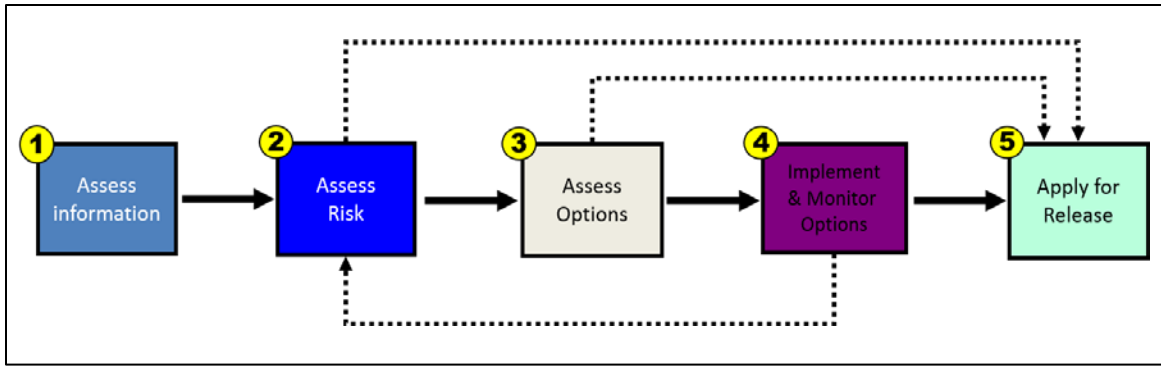 1
Assess
information
2
Assess
Risk
3
Assess
Options
4
Implement
& Monitor
Options
5
Apply for
Release